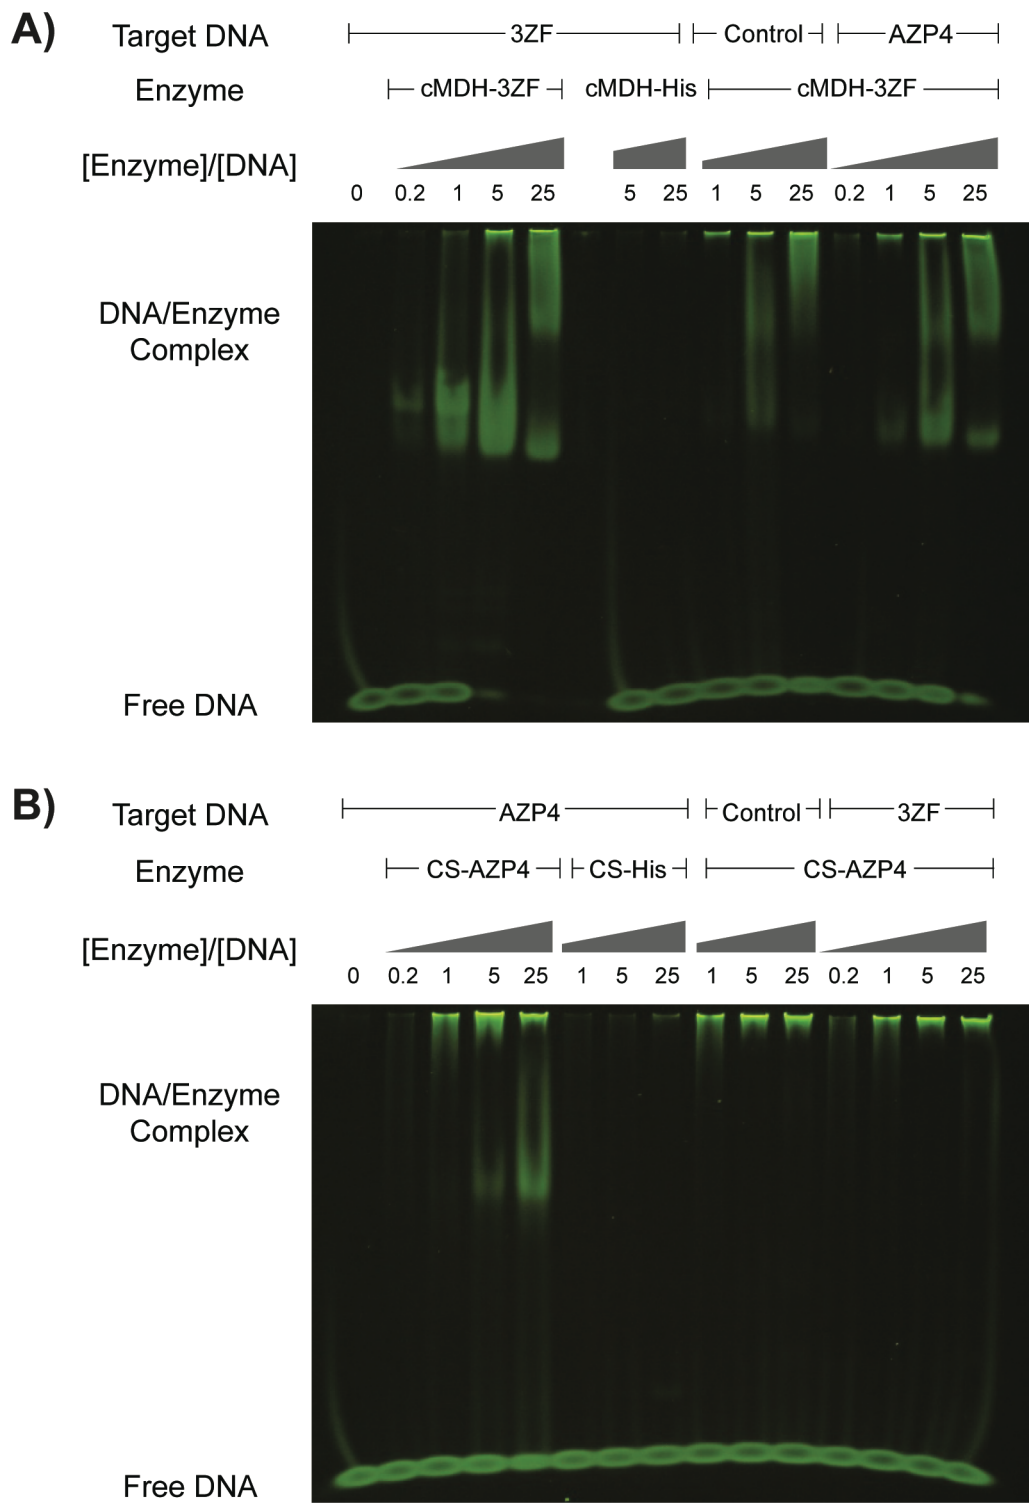 A)
Target DNA 3ZF Control AZP4
Enzyme cMDH-3ZF cMDH-His cMDH-3ZF
[Enzyme]/[DNA]
0 0.2 1 5 25 5 25 1 5 25 0.2 1 5 25
DNA/Enzyme
Complex
Free DNA
B)
Target DNA AZP4 Control 3ZF
Enzyme CS-AZP4 CS-His CS-AZP4
[Enzyme]/[DNA]
0 0.2 1 5 25 1 5 25 1 5 25 0.2 1 5 25
DNA/Enzyme
Complex
Free DNA